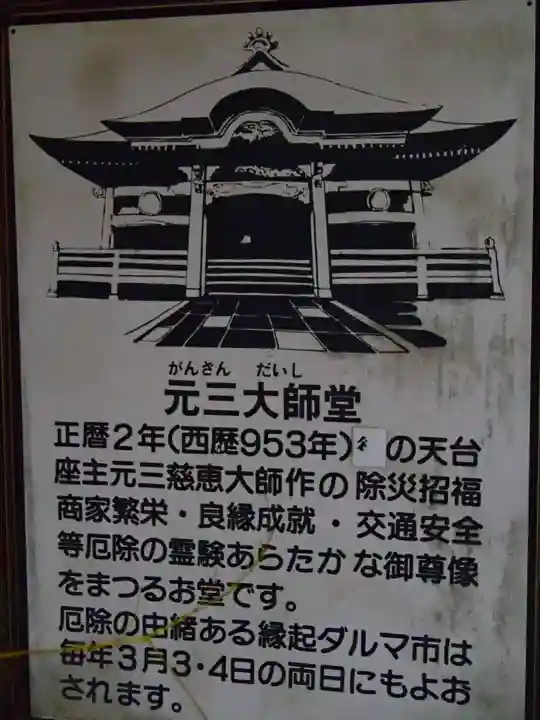 がんさん だいし
元三大師堂
正暦2年(西歴953年) の天台
座主元三慈恵大師作の 除災招福
商家繁栄・良縁成就・交通安全
等厄除の霊験あらたかな御尊像
をまつるお堂です。
厄除の由緒ある縁起ダルマ市は
毎年3月3・4日の両日にもよお
されます。